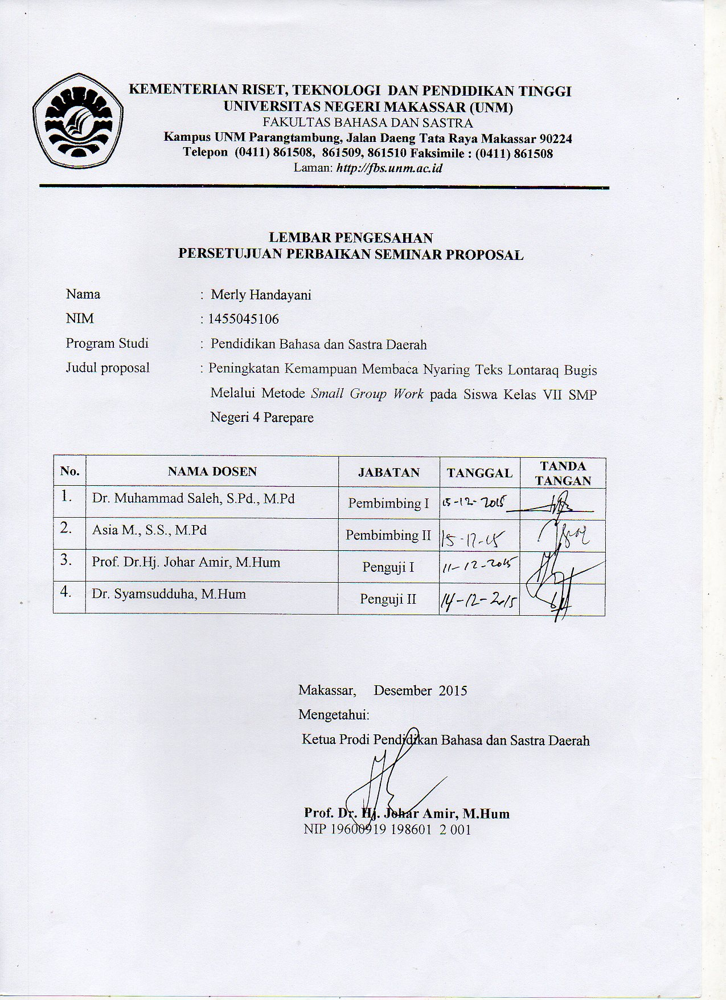 KEMENTERIAN RISET, TEKNOLOGI DAN PENDIDIKAN TINGGI
UNIVERSITAS NEGERI MAKASSAR (UNM)
FAKULTAS BAHASA DAN SASTRA
Kampus UNM Parangtambung, Jalan Daeng Tata Raya Makassar 90224
Telepon (0411) 861508, 861509, 861510 Faksimile : (0411) 861508
Laman: http://fbs.unm.ac.id
LEMBAR PENGESAHAN
PERSETUJUAN PERBAIKAN SEMINAR PROPOSAL
Nama : Merly Handayani
NIM : 1455045106
Program Studi : Pendidikan Bahasa dan Sastra Daerah
Judul proposal : Peningkatan Kemampuan Membaca Nyaring Teks Lontaraq Bugis
Melalui Metode Small Group Work pada Siswa Kelas VII SMP
Negeri 4 Parepare
No. NAMA DOSEN JABATAN TANGGAL TANDA TANGAN
1. Dr. Muhammad Saleh, S.Pd., M.Pd Pembimbing I 15-12-2015
2. Asia M., S.S., M.Pd Pembimbing II 15-12-15
3. Prof. Dr.Hj. Johar Amir, M.Hum Penguji I 11-12-2015
4. Dr. Syamsudduha, M.Hum Penguji II 14-12-2015
Makassar, Desember 2015
Mengetahui:
Ketua Prodi Pendidikan Bahasa dan Sastra Daerah
Prof. Dr. Hj. Johar Amir, M.Hum
NIP 19600919 198601 2 001